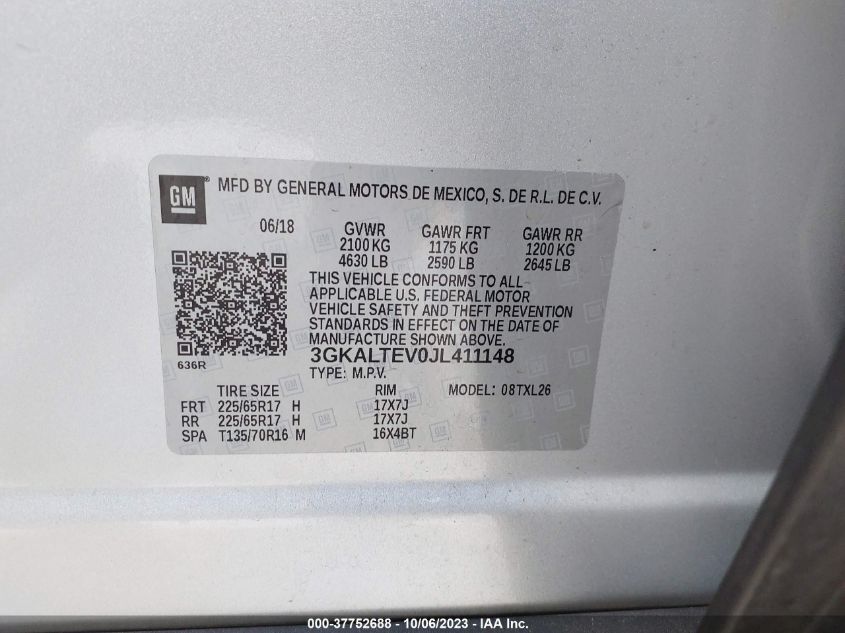 GM ® MFD BY GENERAL MOTORS DE MEXICO, S. DE R.L. DE C.V.
06/18 GVWR GAWR FRT GAWR RR
2100 KG 1175 KG 1200 KG
4630 LB 2590 LB 2645 LB
THIS VEHICLE CONFORMS TO ALL
APPLICABLE U.S. FEDERAL MOTOR
VEHICLE SAFETY AND THEFT PREVENTION
STANDARDS IN EFFECT ON THE DATE OF
MANUFACTURE SHOWN ABOVE.
636R 3GKALTEV0JL411148
TYPE: M.P.V. MODEL: 08TXL26
TIRE SIZE RIM
FRT 225/65R17 H 17X7J
RR 225/65R17 H 17X7J
SPA T135/70R16 M 16X4BT
000-37752688 - 10/06/2023 - IAAI.com